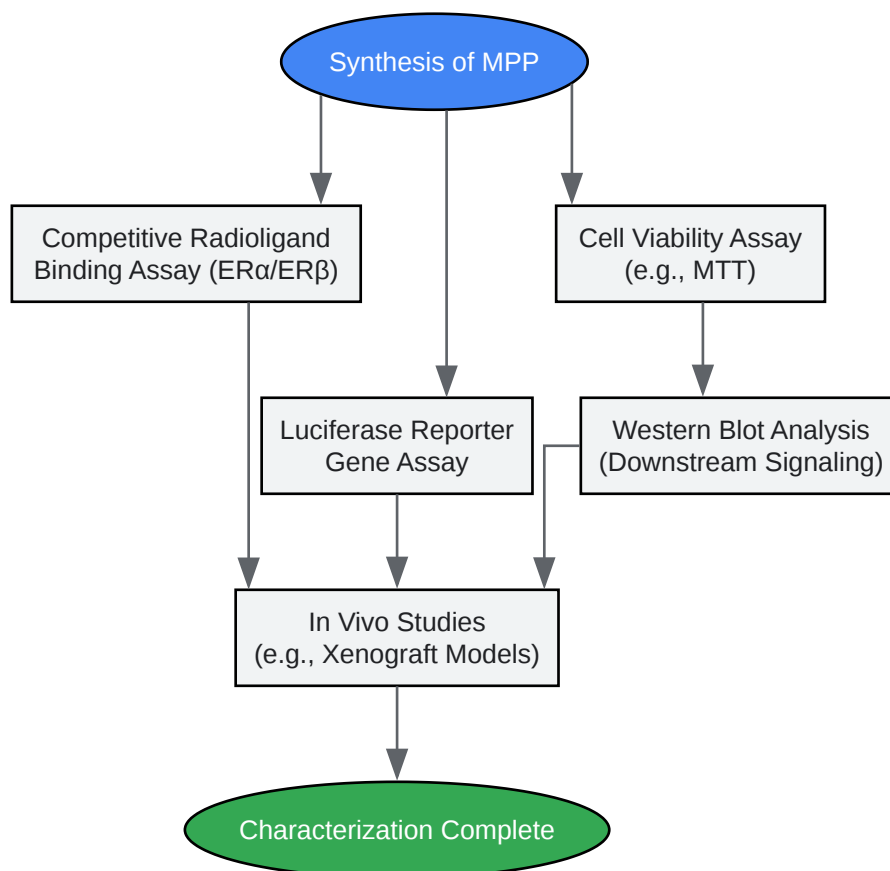 Synthesis of MPP
Competitive Radioligand
Binding Assay (ERα/ERβ)
Cell Viability Assay
(e.g., MTT)
Luciferase Reporter
Gene Assay
Western Blot Analysis
(Downstream Signaling)
In Vivo Studies
(e.g., Xenograft Models)
Characterization Complete